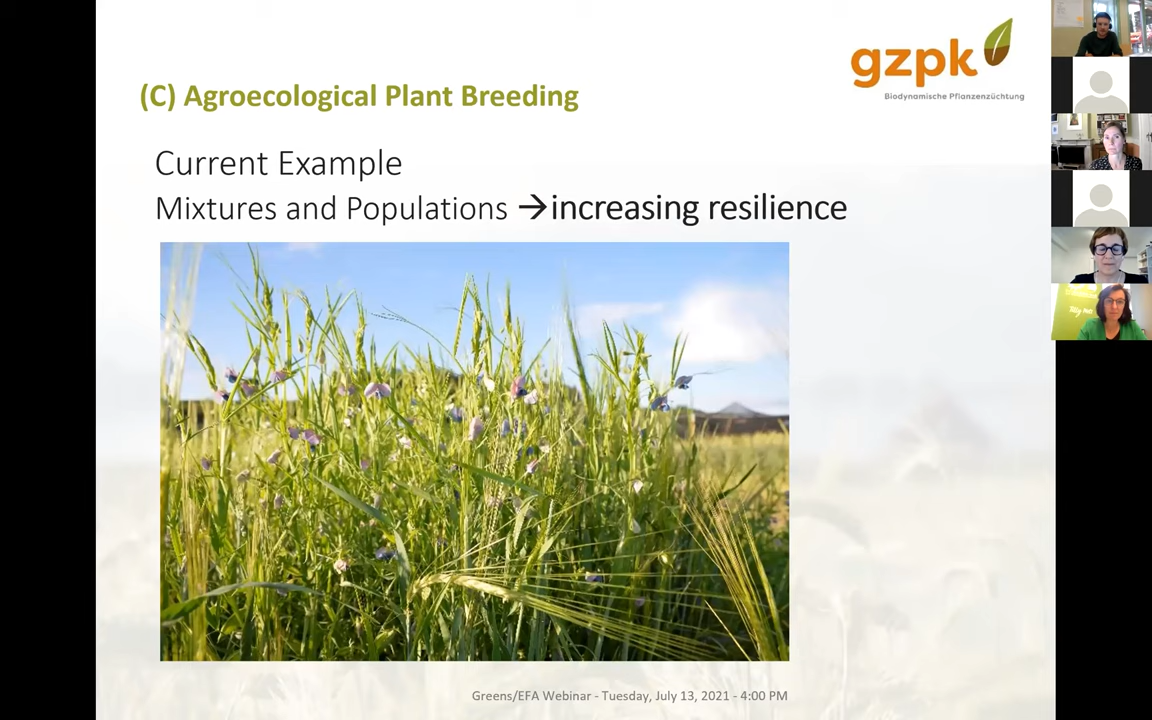 gzpk
Biodynamische Pflanzenzüchtung
(C) Agroecological Plant Breeding
Current Example
Mixtures and Populations →increasing resilience
Greens/EFA Webinar - Tuesday, July 13, 2021 - 4:00 PM